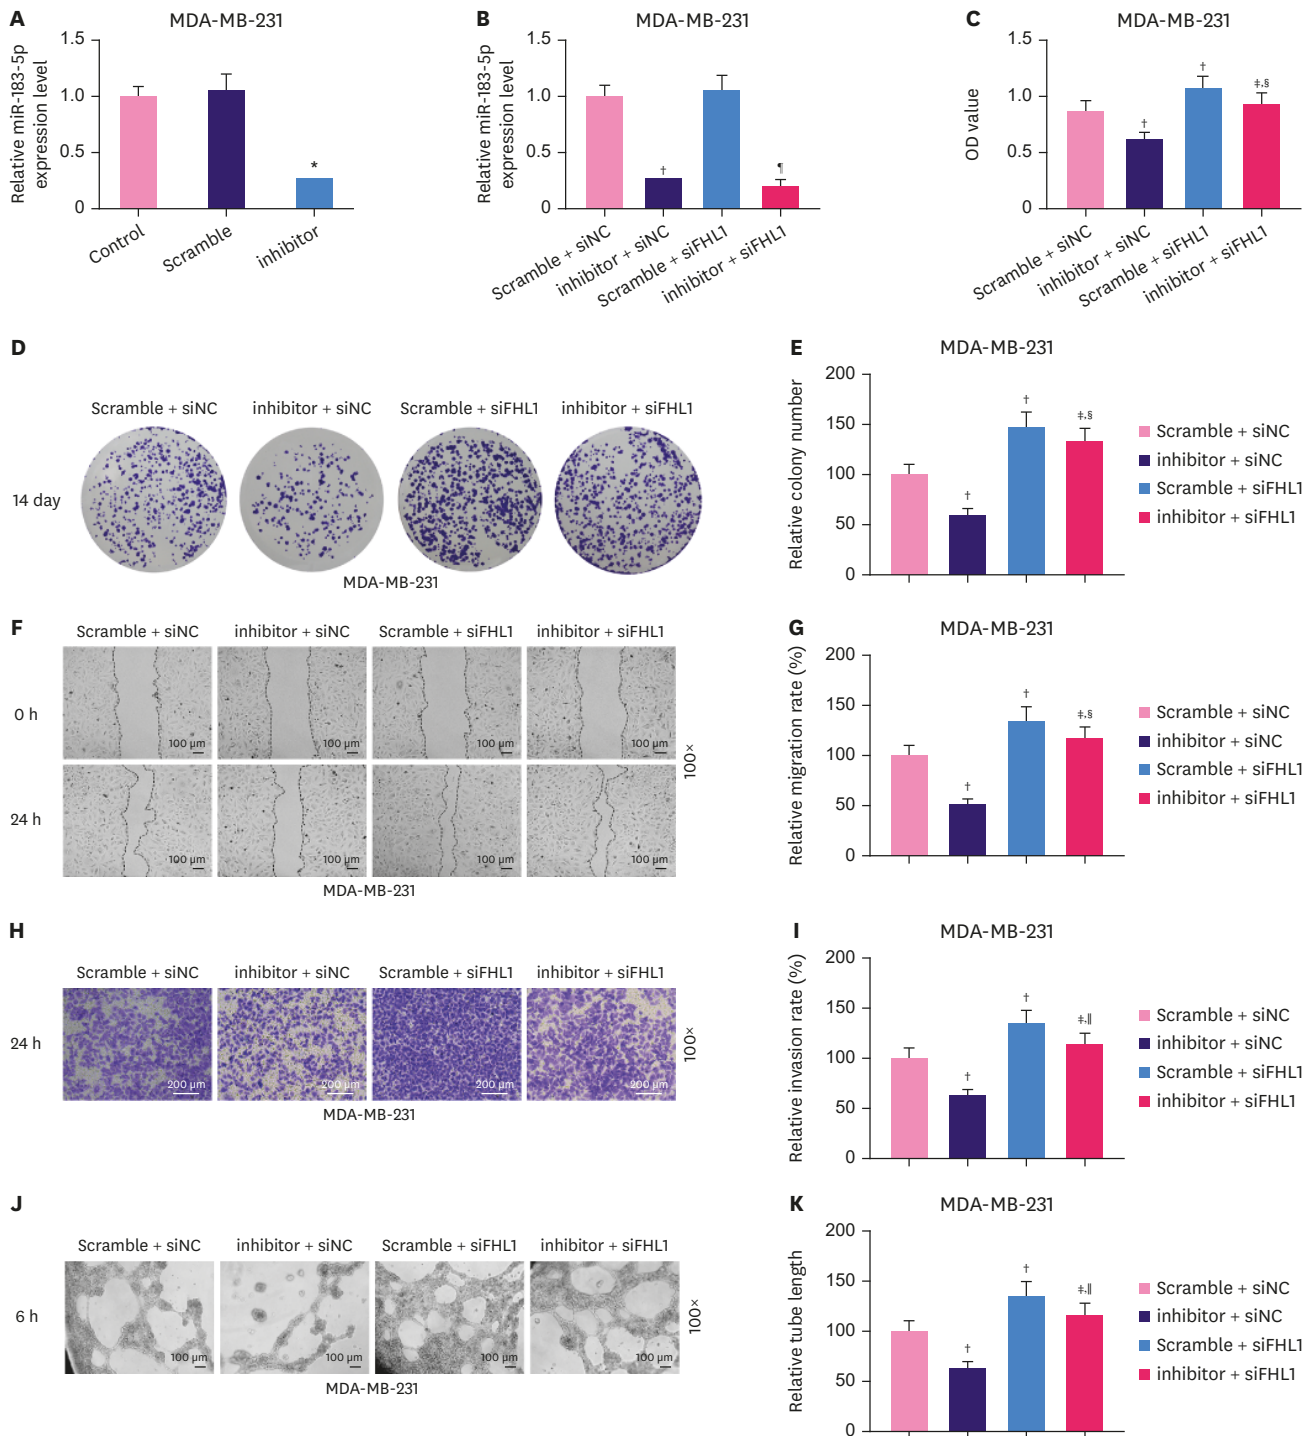 A
MDA-MB-231
Relative miR-183-5p
expression level
1.5
1.0
0.5
0
*
Control
Scramble
inhibitor
B
MDA-MB-231
Relative miR-183-5p
expression level
1.5
1.0
0.5
0
†
¶
Scramble + siNC
inhibitor + siNC
Scramble + siFHL1
inhibitor + siFHL1
C
MDA-MB-231
OD value
1.5
1.0
0.5
0
†
†
‡,§
Scramble + siNC
inhibitor + siNC
Scramble + siFHL1
inhibitor + siFHL1
D
Scramble + siNC inhibitor + siNC Scramble + siFHL1 inhibitor + siFHL1
14 day
MDA-MB-231
E
MDA-MB-231
Relative colony number
200
150
100
50
0
†
†
‡,§
Scramble + siNC
inhibitor + siNC
Scramble + siFHL1
inhibitor + siFHL1
F
Scramble + siNC inhibitor + siNC Scramble + siFHL1 inhibitor + siFHL1
0 h
100 µm 100 µm 100 µm 100 µm
100×
24 h
100 µm 100 µm 100 µm 100 µm
MDA-MB-231
G
MDA-MB-231
Relative migration rate (%)
200
150
100
50
0
†
†
‡,§
Scramble + siNC
inhibitor + siNC
Scramble + siFHL1
inhibitor + siFHL1
H
Scramble + siNC inhibitor + siNC Scramble + siFHL1 inhibitor + siFHL1
24 h
200 µm 200 µm 200 µm 200 µm
100×
MDA-MB-231
I
MDA-MB-231
Relative invasion rate (%)
200
150
100
50
0
†
†
‡,‖
Scramble + siNC
inhibitor + siNC
Scramble + siFHL1
inhibitor + siFHL1
J
Scramble + siNC inhibitor + siNC Scramble + siFHL1 inhibitor + siFHL1
6 h
100 µm 100 µm 100 µm 100 µm
100×
MDA-MB-231
K
MDA-MB-231
Relative tube length
200
150
100
50
0
†
†
‡,‖
Scramble + siNC
inhibitor + siNC
Scramble + siFHL1
inhibitor + siFHL1